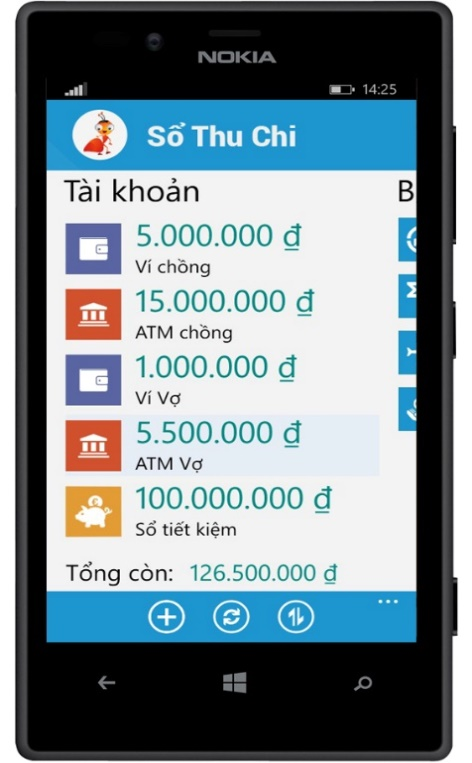 NOKIA
14:25
Sổ Thu Chi
Tài khoản
B
5.000.000 ₫
Ví chồng
15.000.000 ₫
ATM chồng
1.000.000 ₫
Ví Vợ
5.500.000 ₫
ATM Vợ
100.000.000 ₫
Sổ tiết kiệm
Tổng còn: 126.500.000 ₫